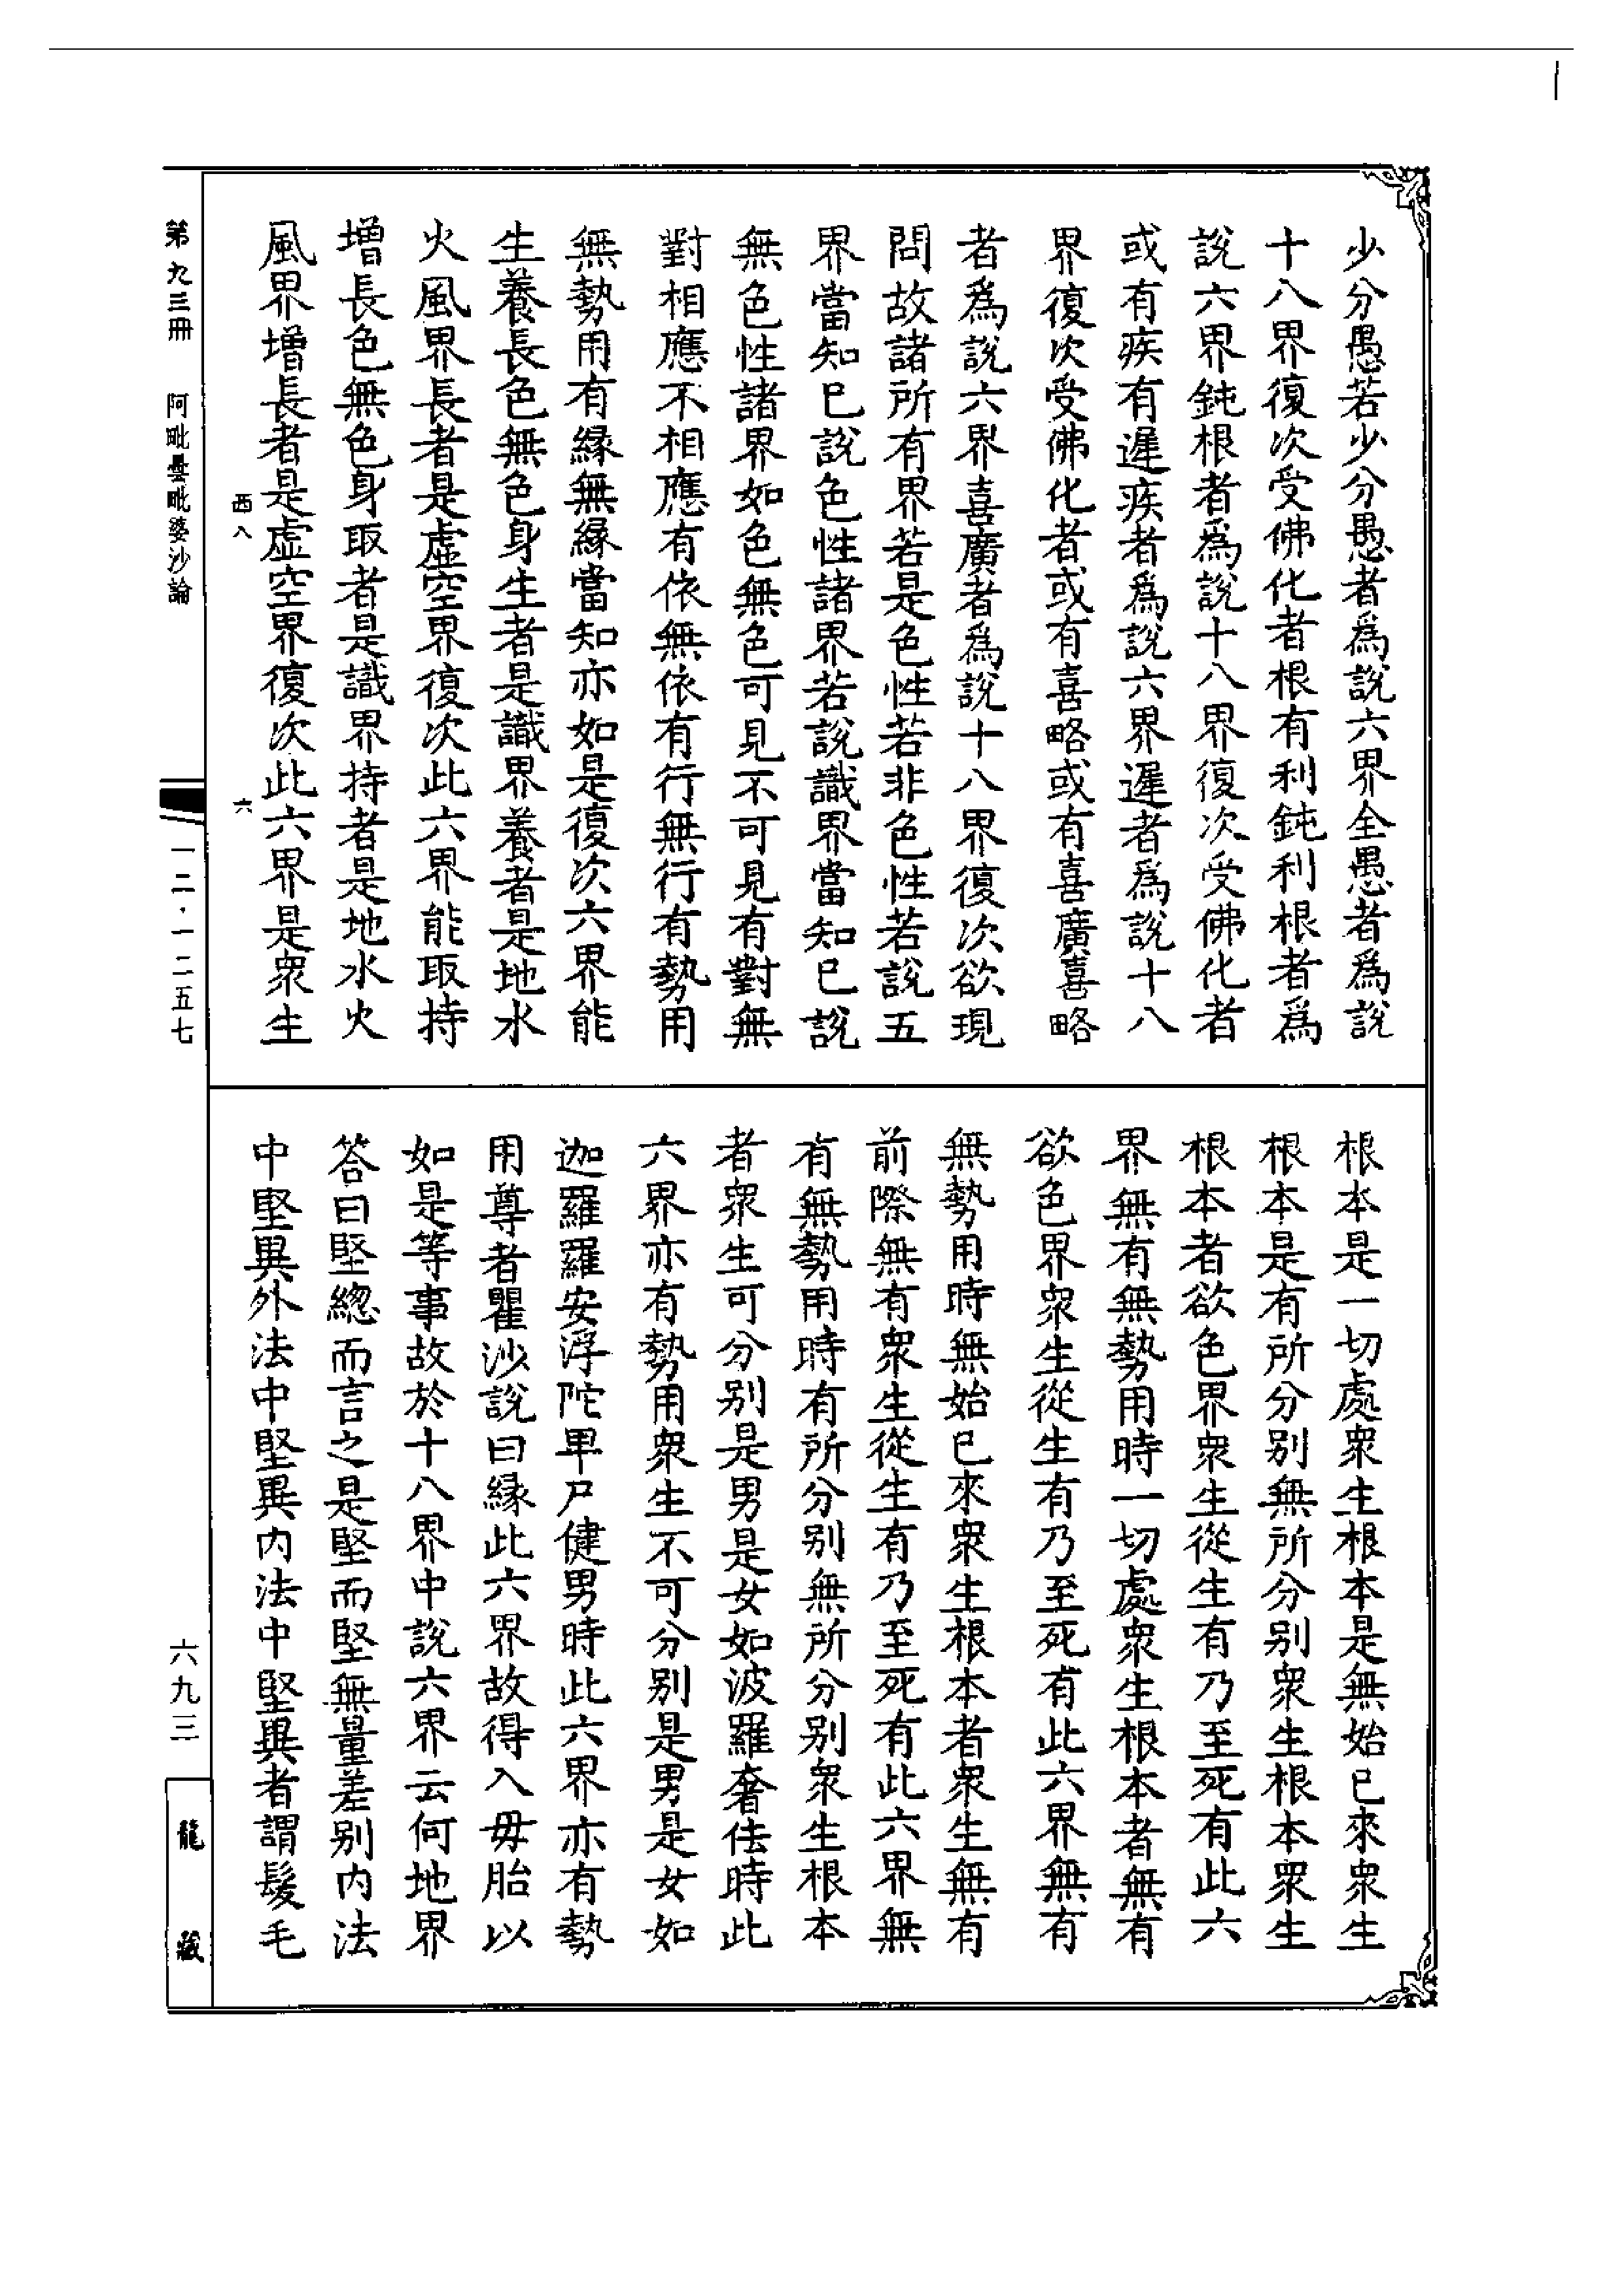 少分愚若少分愚者為說六界全愚者為說
十八界復次受佛化者根有利鈍利根者為
說六界鈍根者為說十八界復次受佛化者
或有疾有遲疾者為說六界遲者為說十八
界復次受佛化者或有喜略或有喜廣喜略
者為說六界喜廣者為說十八界復次欲現
問故諸所有界若是色性若非色性若說五
界當知已說色性諸界若說識界當知已說
無色性諸界如色無色可見不可見有對無
對相應不相應有依無依有行無行有勢用
無勢用有緣無緣當知亦如是復次六界能
生養長色無色身生者是識界養者是地水
火風界長者是虛空界復次此六界能取持
增長色無色身取者是識界持者是地水火
風界增長者是虛空界復次此六界是衆生
西八
六
根本是一切處衆生根本是無始已來衆生
根本是有所分別無所分別衆生根本衆生
根本者欲色界衆生從生有乃至死有此六
界無有無勢用時一切處衆生根本者無有
欲色界衆生從生有乃至死有此六界無有
無勢用時無始已來衆生根本者衆生無有
前際無有衆生從生有乃至死有此六界無
有無勢用時有所分別無所分別衆生根本
者衆生可分別是男是女如波羅奢佉時此
六界亦有勢用衆生不可分別是男是女如
迦羅羅安浮陀卑尸健男時此六界亦有勢
用尊者瞿沙說曰緣此六界故得入毋胎以
如是等事故於十八界中說六界云何地界
答曰堅總而言之是堅而堅無量差別內法
中堅異外法中堅異內法中堅異者謂髮毛
第九三冊　阿毗曇毗婆沙論
一二·一二五七
六九三
龍藏